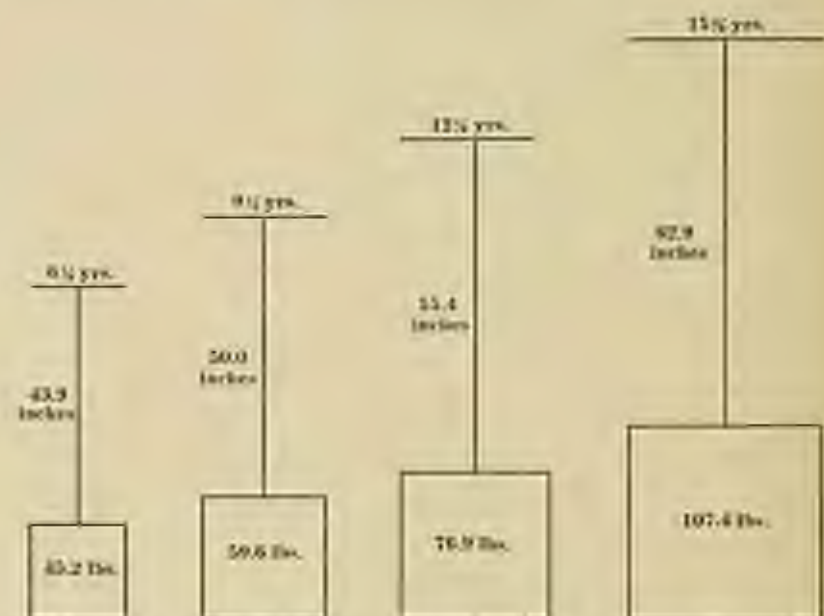 6½ yrs.
43.9
inches
45.2 lbs.
9½ yrs.
50.0
inches
59.6 lbs.
12½ yrs.
55.4
inches
76.9 lbs.
15½ yrs.
62.9
inches
107.4 lbs.